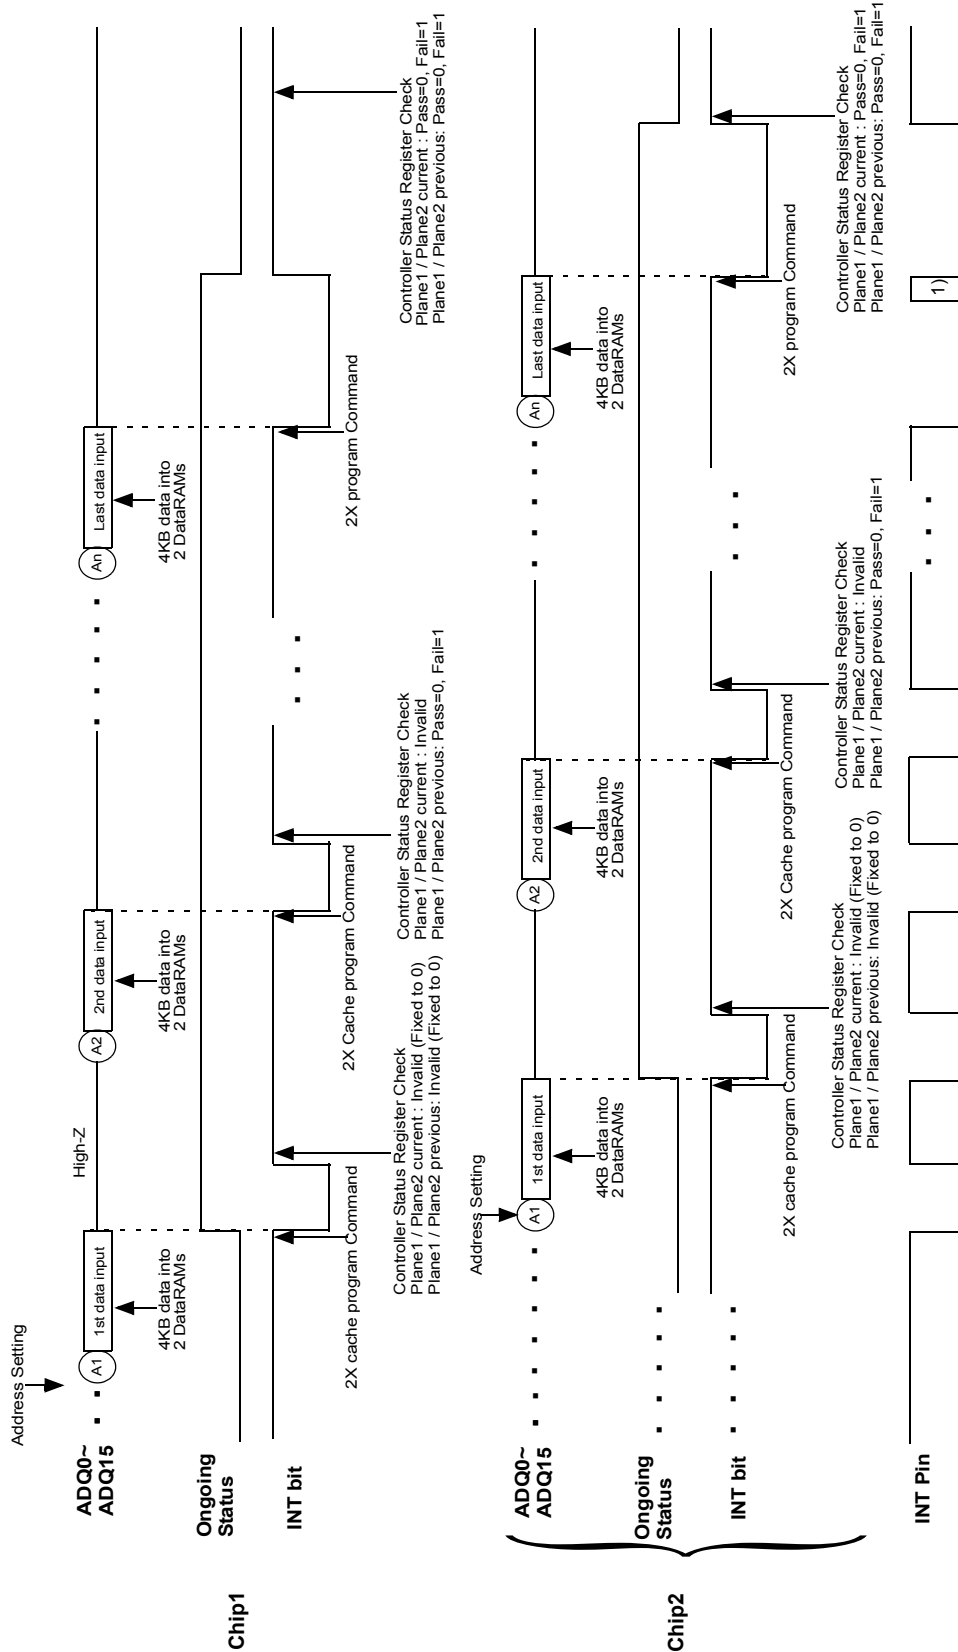 Chip1
Address Setting
ADQ0~
ADQ15
A1
1st data input
High-Z
A2
2nd data input
An
Last data input
4KB data into
2 DataRAMs
4KB data into
2 DataRAMs
4KB data into
2 DataRAMs
Ongoing
Status
INT bit
2X cache program Command
2X Cache program Command
2X program Command
Controller Status Register Check
Plane1 / Plane2 current : Invalid (Fixed to 0)
Plane1 / Plane2 previous: Invalid (Fixed to 0)
Controller Status Register Check
Plane1 / Plane2 current : Invalid
Plane1 / Plane2 previous: Pass=0, Fail=1
Controller Status Register Check
Plane1 / Plane2 current : Pass=0, Fail=1
Plane1 / Plane2 previous: Pass=0, Fail=1
Chip2
Address Setting
ADQ0~
ADQ15
A1
1st data input
A2
2nd data input
An
Last data input
4KB data into
2 DataRAMs
4KB data into
2 DataRAMs
4KB data into
2 DataRAMs
Ongoing
Status
INT bit
2X cache program Command
2X Cache program Command
2X program Command
Controller Status Register Check
Plane1 / Plane2 current : Invalid (Fixed to 0)
Plane1 / Plane2 previous: Invalid (Fixed to 0)
Controller Status Register Check
Plane1 / Plane2 current : Invalid
Plane1 / Plane2 previous: Pass=0, Fail=1
Controller Status Register Check
Plane1 / Plane2 current : Pass=0, Fail=1
Plane1 / Plane2 previous: Pass=0, Fail=1
INT Pin
1)